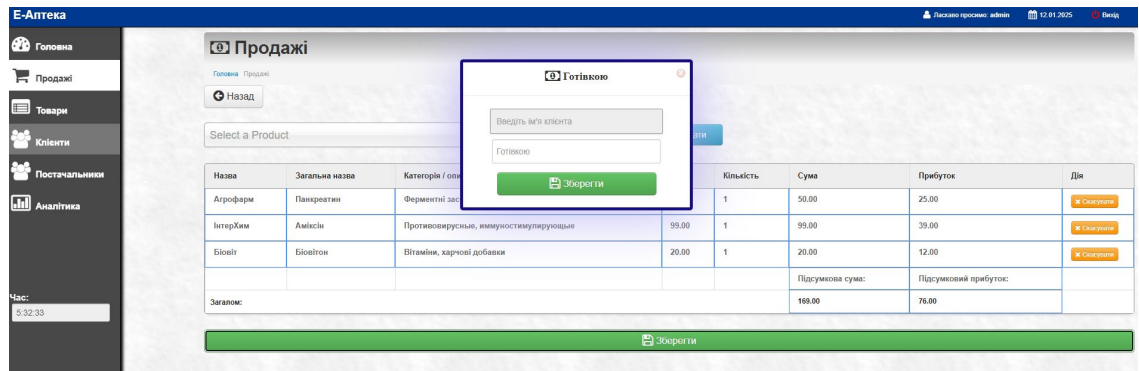 Е-Аптека
Ласкаво просимо: admin
12.01.2025
Вихід
Головна
Продажі
Товари
Клієнти
Постачальники
Аналітика
Час:
5:32:33
Продажі
Головна Продажі
Назад
Select a Product
Готівкою
Введіть ім'я клієнта
Готівкою
Зберегти
Назва Загальна назва Кількість Сума Прибуток Дія
Агрофарм Панкреатин Ферментні 1 50.00 25.00 Скасувати
ІнтерХим Аміксін Противовирусные, иммуностимулирующые 99.00 1 99.00 39.00 Скасувати
Біовіт Біовітон Вітаміни, харчові добавки 20.00 1 20.00 12.00 Скасувати
Підсумкова сума: Підсумковий прибуток:
Загалом: 169.00 76.00
Зберегти